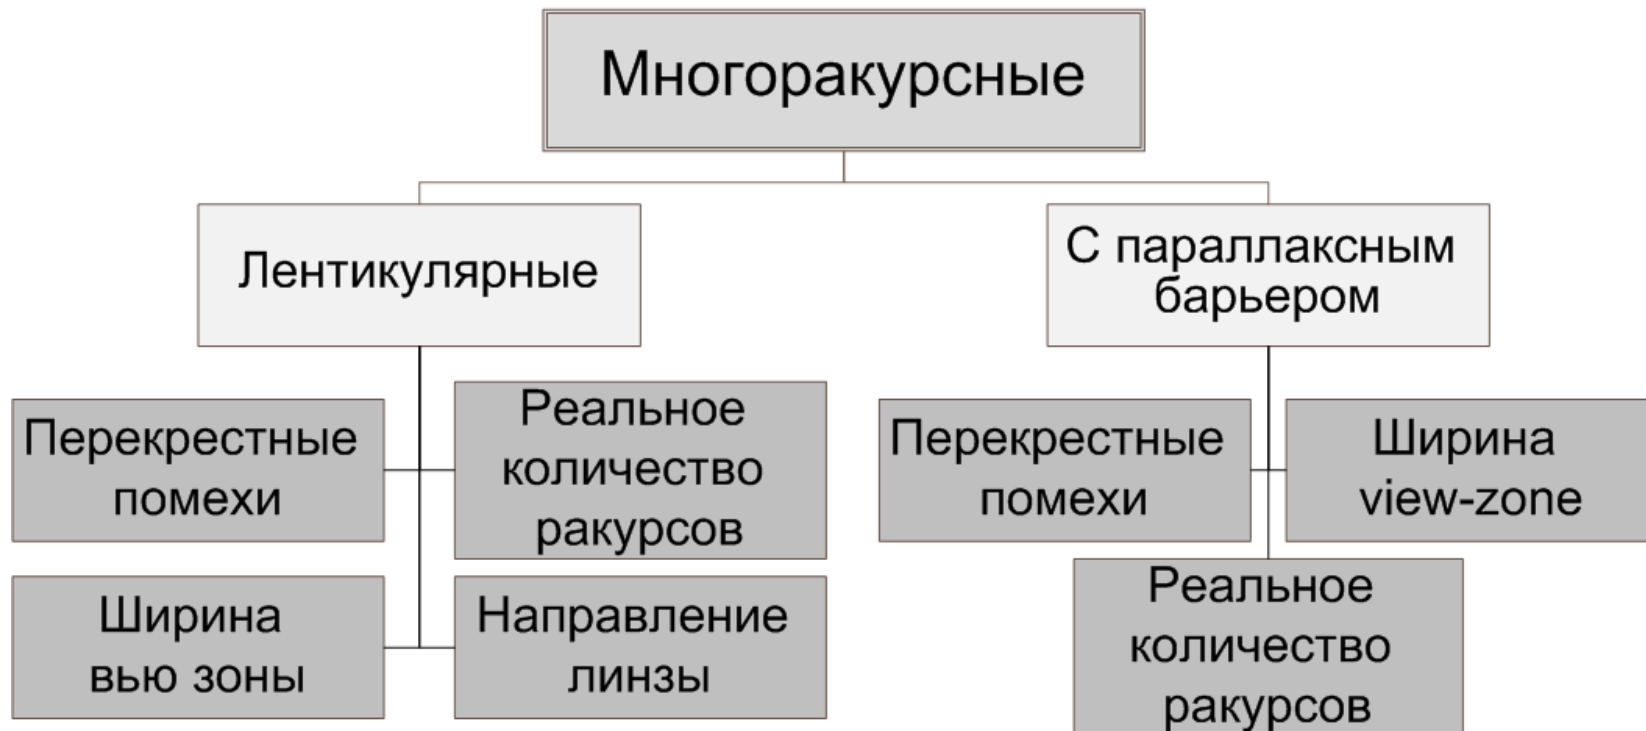 Многоракурсные
Лентикулярные
С параллаксным
барьером
Перекрестные
помехи
Реальное
количество
ракурсов
Ширина
вью зоны
Направление
линзы
Перекрестные
помехи
Ширина
view-zone
Реальное
количество
ракурсов